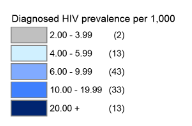 Diagnosed HIV prevalence per 1,000
2.00 - 3.99 (2)
4.00 - 5.99 (13)
6.00 - 9.99 (43)
10.00 - 19.99 (33)
20.00 + (13)